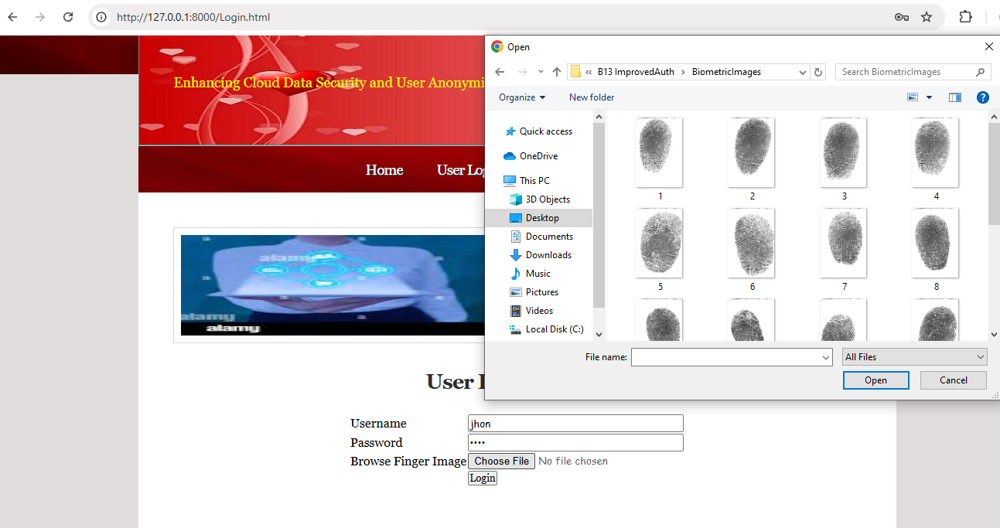 http://127.0.0.1:8000/Login.html
Enhancing Cloud Data Security and User Anonymi
Home User Log
alamy
a
a
a
a
a
alamy
alamy
User
Username jhon
Password ••••
Browse Finger Image Choose File No file chosen
Login
Open
« B13 ImprovedAuth › BiometricImages
Search BiometricImages
Organize New folder
?
Quick access
OneDrive
This PC
3D Objects
Desktop
Documents
Downloads
Music
Pictures
Videos
Local Disk (C:)
1 2 3 4
5 6 7 8
File name: All Files
Open Cancel